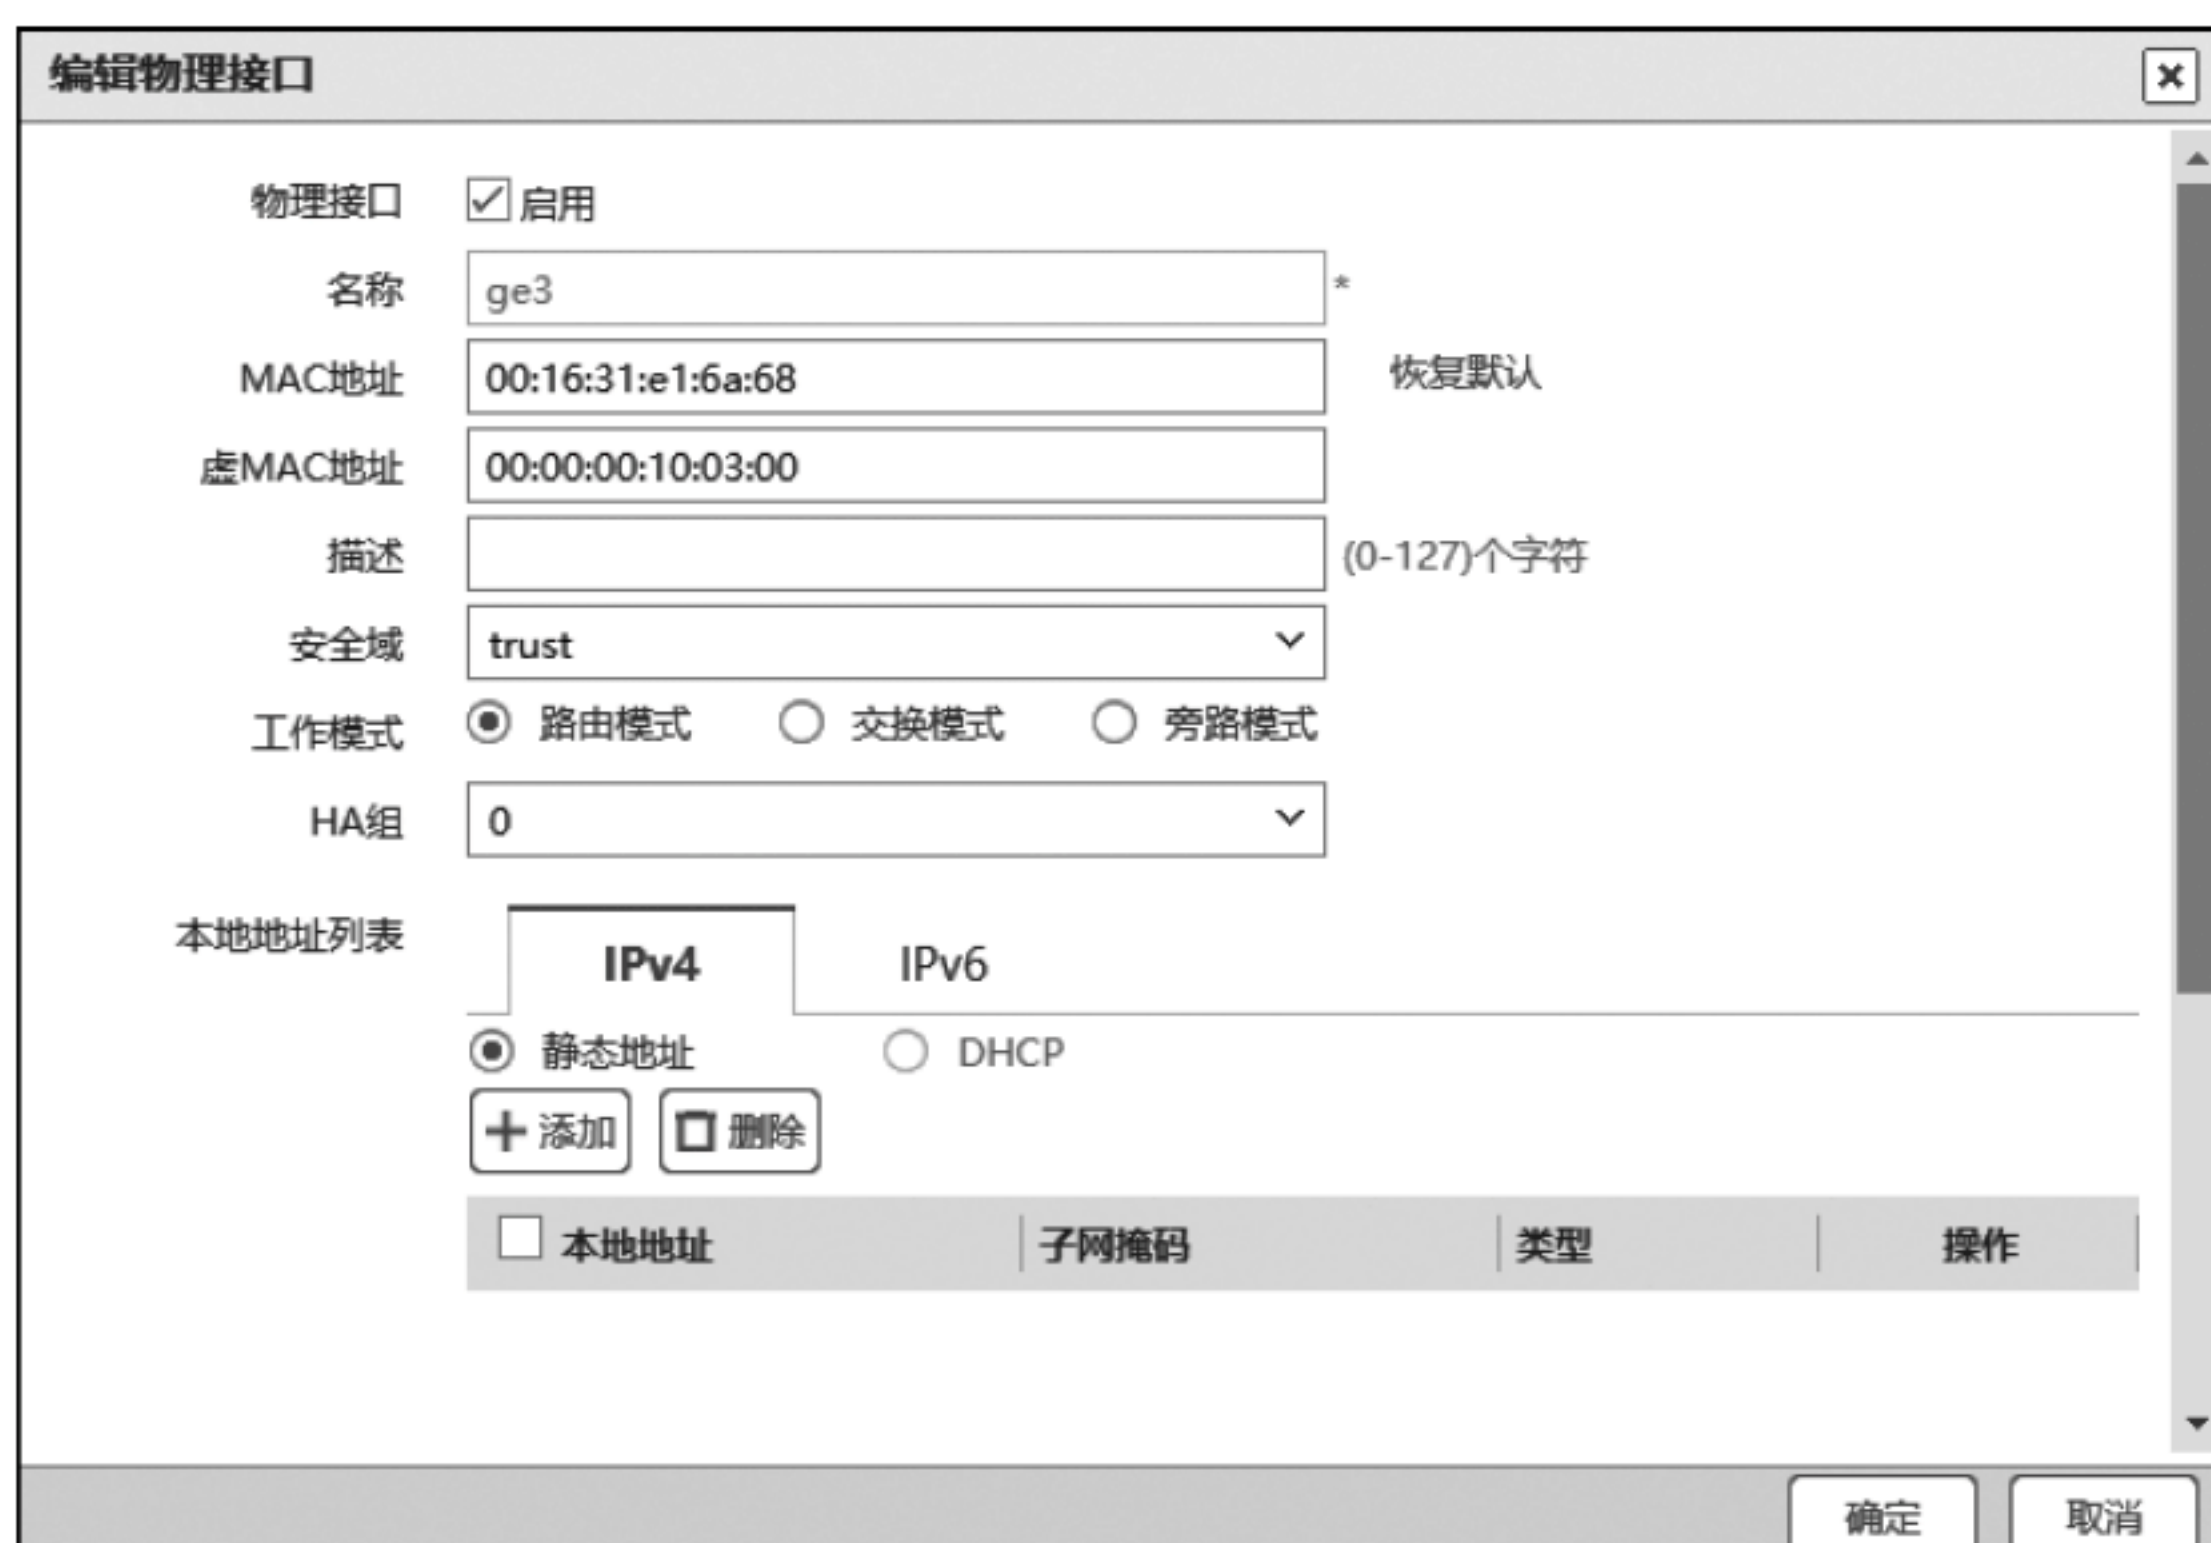 编辑物理接口
物理接口 启用
名称 ge3 *
MAC地址 00:16:31:e1:6a:68 恢复默认
虚MAC地址 00:00:00:10:03:00
描述 (0-127)个字符
安全域 trust
工作模式 路由模式 交换模式 旁路模式
HA组 0
本地地址列表 IPv4 IPv6
静态地址 DHCP
添加 删除
本地地址 子网掩码 类型 操作
确定 取消